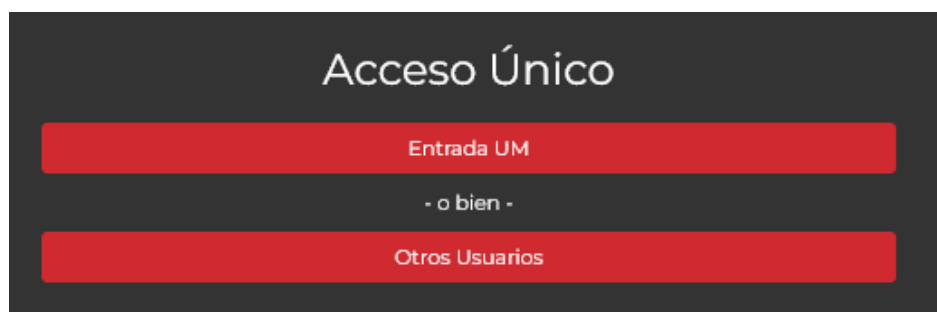 Acceso Único
Entrada UM
- o bien -
Otros Usuarios